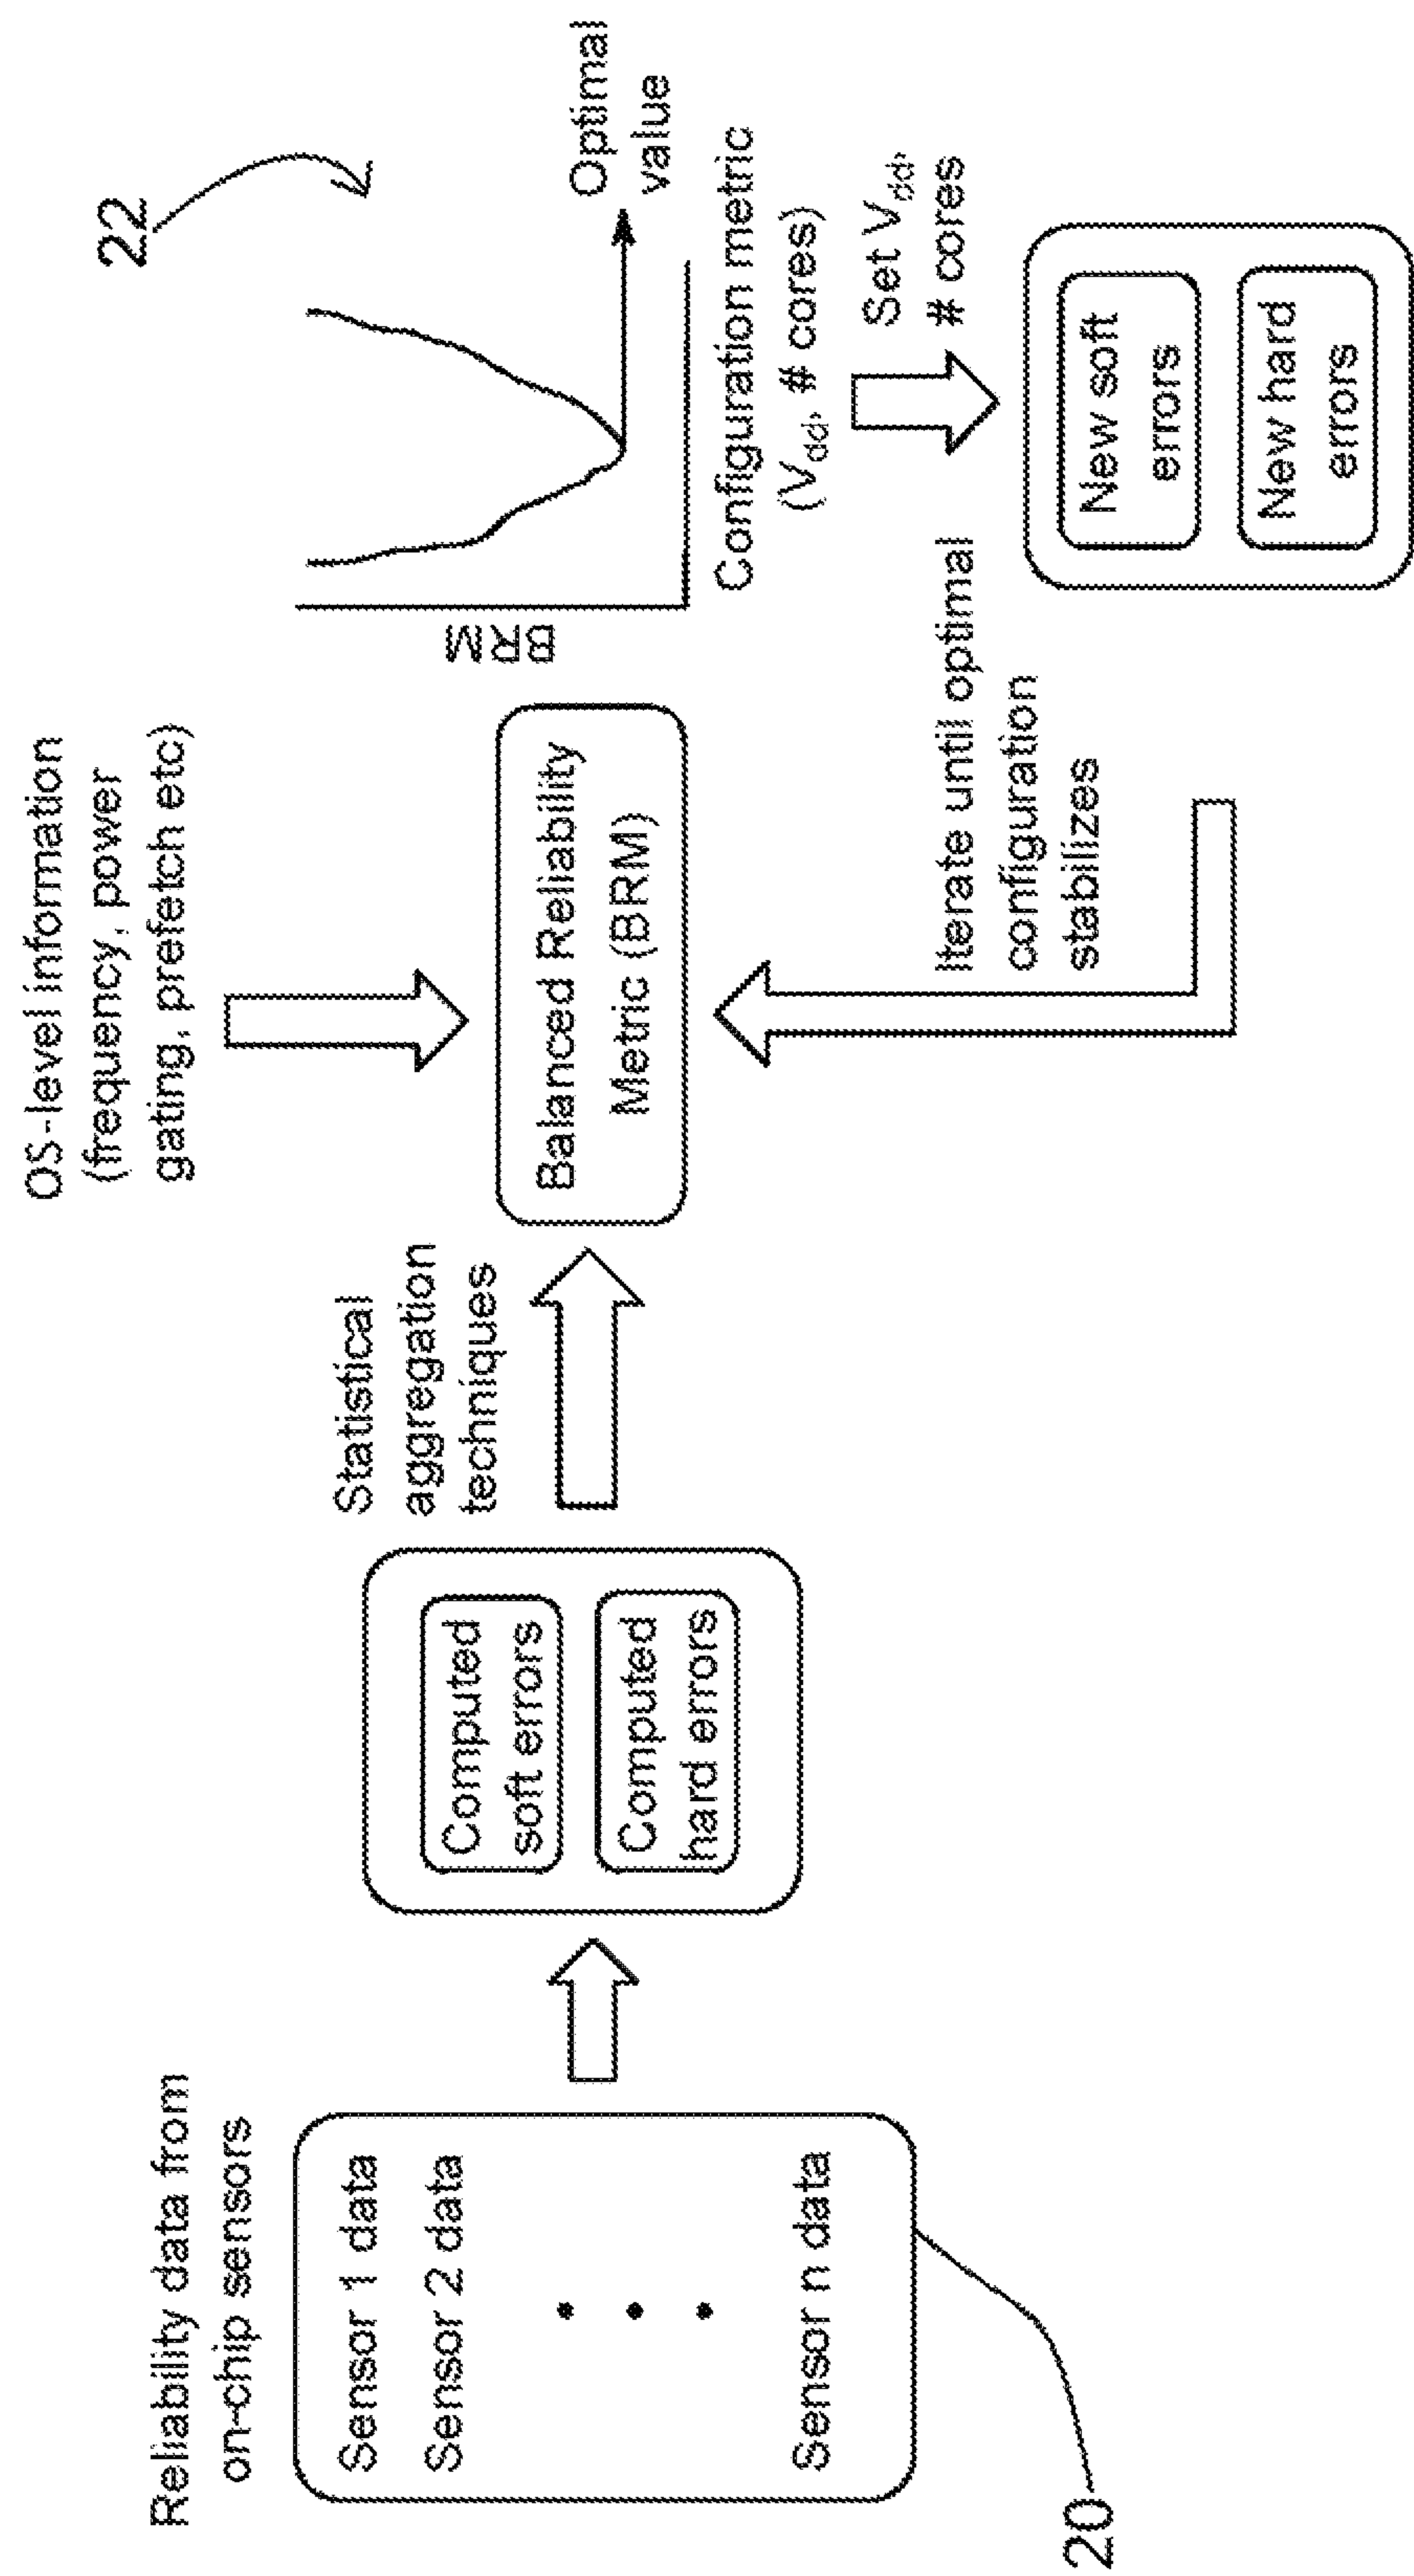 Reliability data from
on-chip sensors
Sensor 1 data
Sensor 2 data
Sensor n data
20
Computed
soft errors
Computed
hard errors
Statistical
aggregation
techniques
OS-level information
(frequency, power
gating, prefetch etc)
Balanced Reliability
Metric (BRM)
Iterate until optimal
configuration
stabilizes
22
BRM
Optimal
value
Configuration metric
(Vdd, # cores)
Set Vdd,
# cores
New soft
errors
New hard
errors